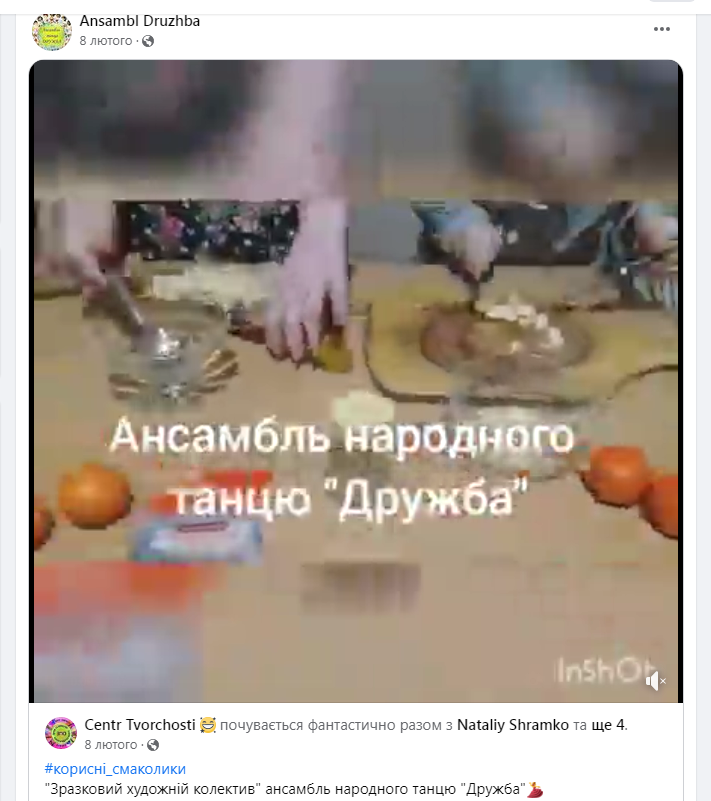 Ansambl Druzhba
8 лютого ·
Ансамбль народного
танцю "Дружба"
InShOt
Centr Tvorchosti 😅 почувається фантастично разом з Nataliy Shramko та ще 4.
8 лютого ·
#корисні_смаколики
"Зразковий художній колектив" ансамбль народного танцю "Дружба"💃